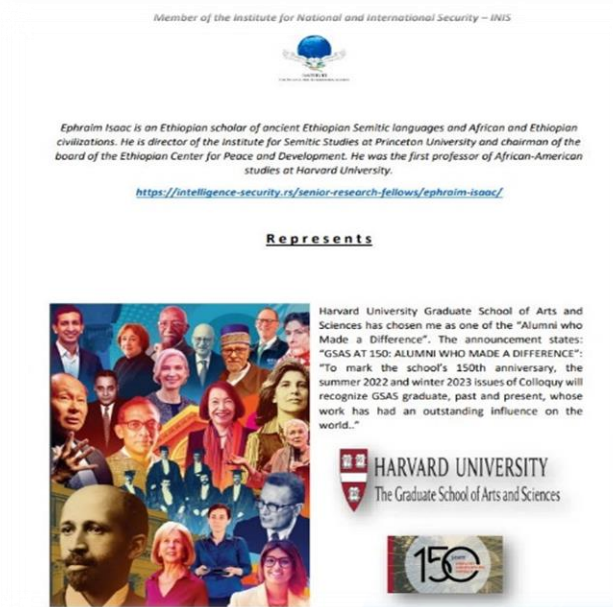 Member of the Institute for National and International Security – INIS
Ephraim Isaac is an Ethiopian scholar of ancient Ethiopian Semitic languages and African and Ethiopian
civilizations. He is director of the Institute for Semitic Studies at Princeton University and chairman of the
board of the Ethiopian Center for Peace and Development. He was the first professor of African-American
studies at Harvard University.
https://intelligence-security.rs/senior-research-fellows/ephraim-isaac/
Represents
Harvard University Graduate School of Arts and
Sciences has chosen me as one of the "Alumni who
Made a Difference". The announcement states:
"GSAS AT 150: ALUMNI WHO MADE A DIFFERENCE":
"To mark the school's 150th anniversary, the
summer 2022 and winter 2023 issues of Colloquy will
recognize GSAS graduate, past and present, whose
work has had an outstanding influence on the
world.."
HARVARD UNIVERSITY
The Graduate School of Arts and Sciences
150